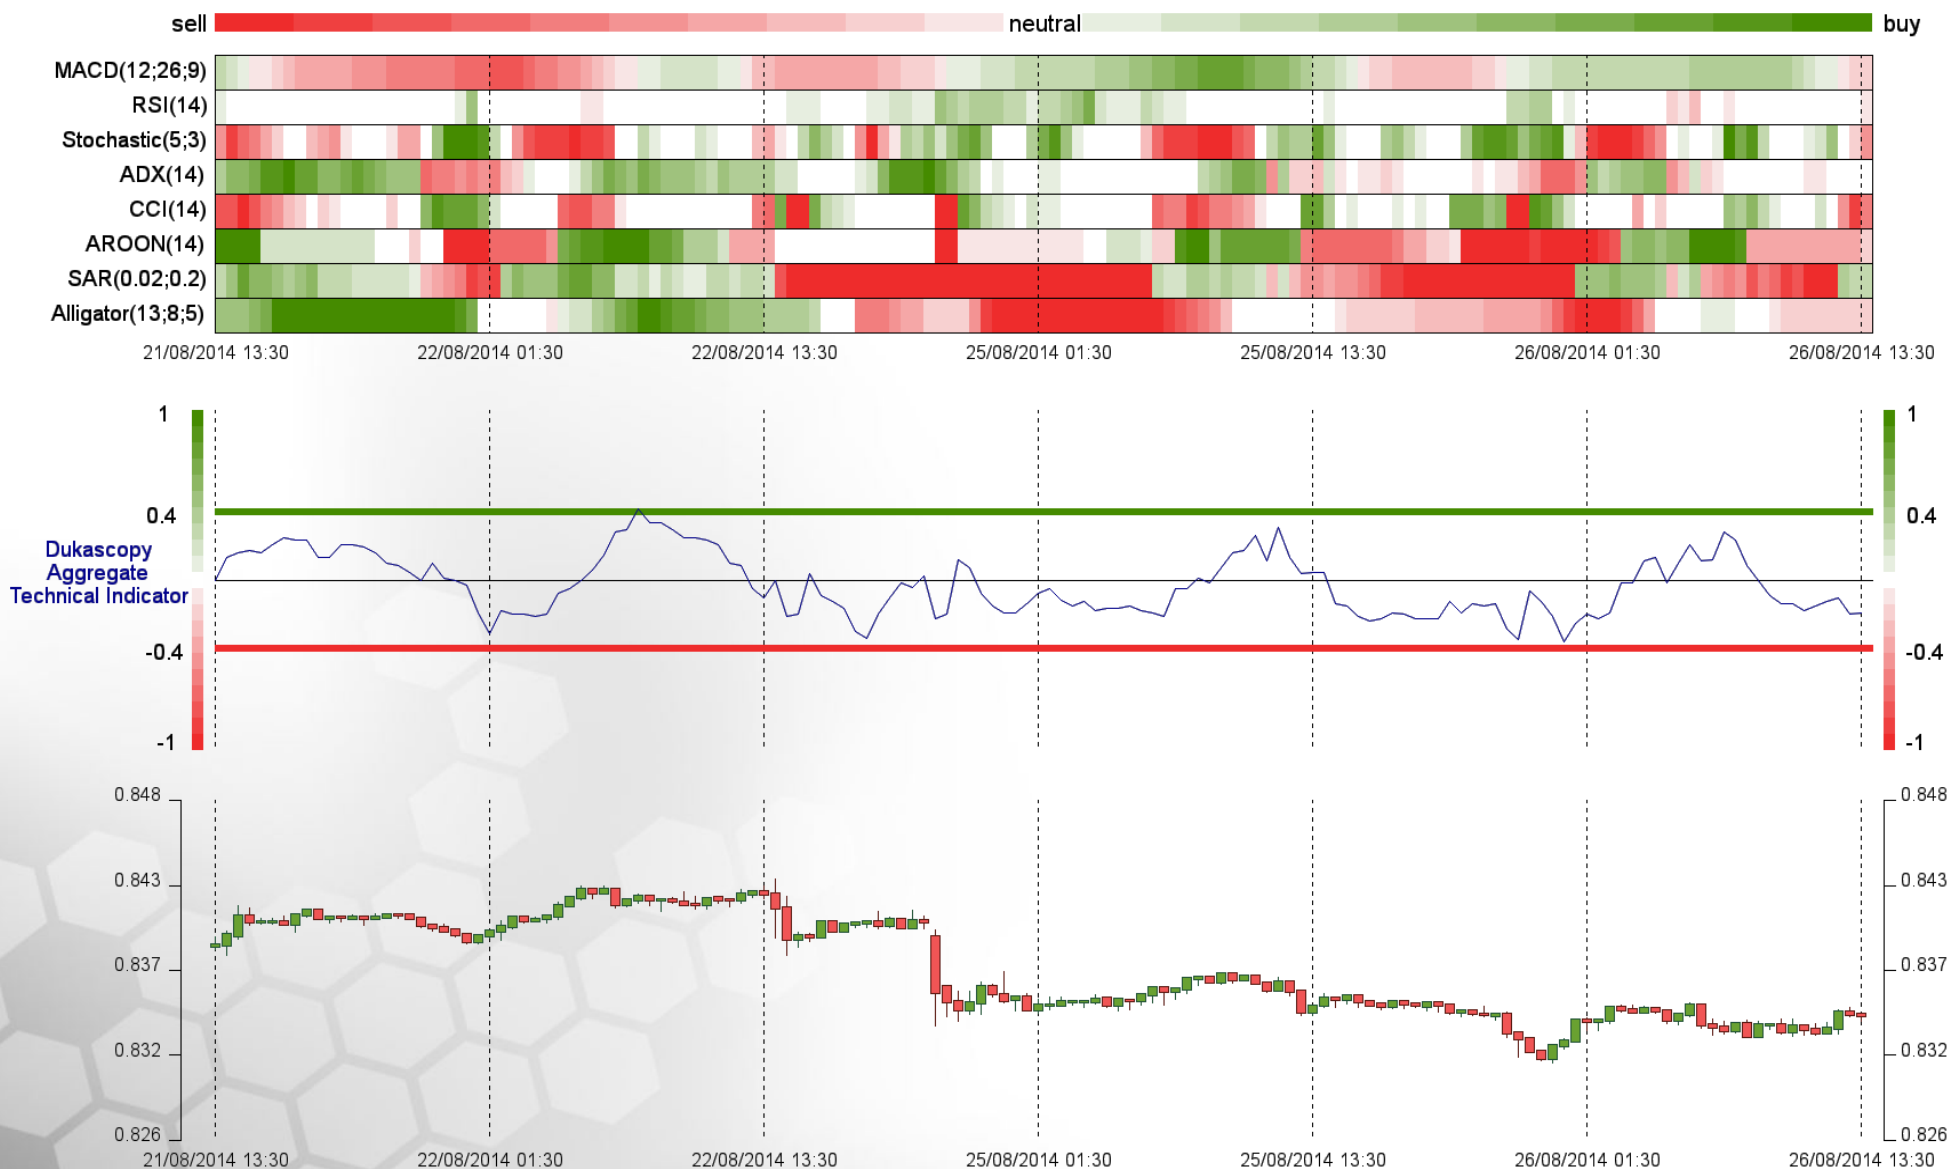 sell neutral buy
MACD(12;26;9)
RSI(14)
Stochastic(5;3)
ADX(14)
CCI(14)
AROON(14)
SAR(0.02;0.2)
Alligator(13;8;5)
21/08/2014 13:30 22/08/2014 01:30 22/08/2014 13:30 25/08/2014 01:30 25/08/2014 13:30 26/08/2014 01:30 26/08/2014 13:30
1 1
0.4 0.4
Dukascopy
Aggregate
Technical Indicator
-0.4 -0.4
-1 -1
0.848 0.848
0.843 0.843
0.837 0.837
0.832 0.832
0.826 0.826
21/08/2014 13:30 22/08/2014 01:30 22/08/2014 13:30 25/08/2014 01:30 25/08/2014 13:30 26/08/2014 01:30 26/08/2014 13:30